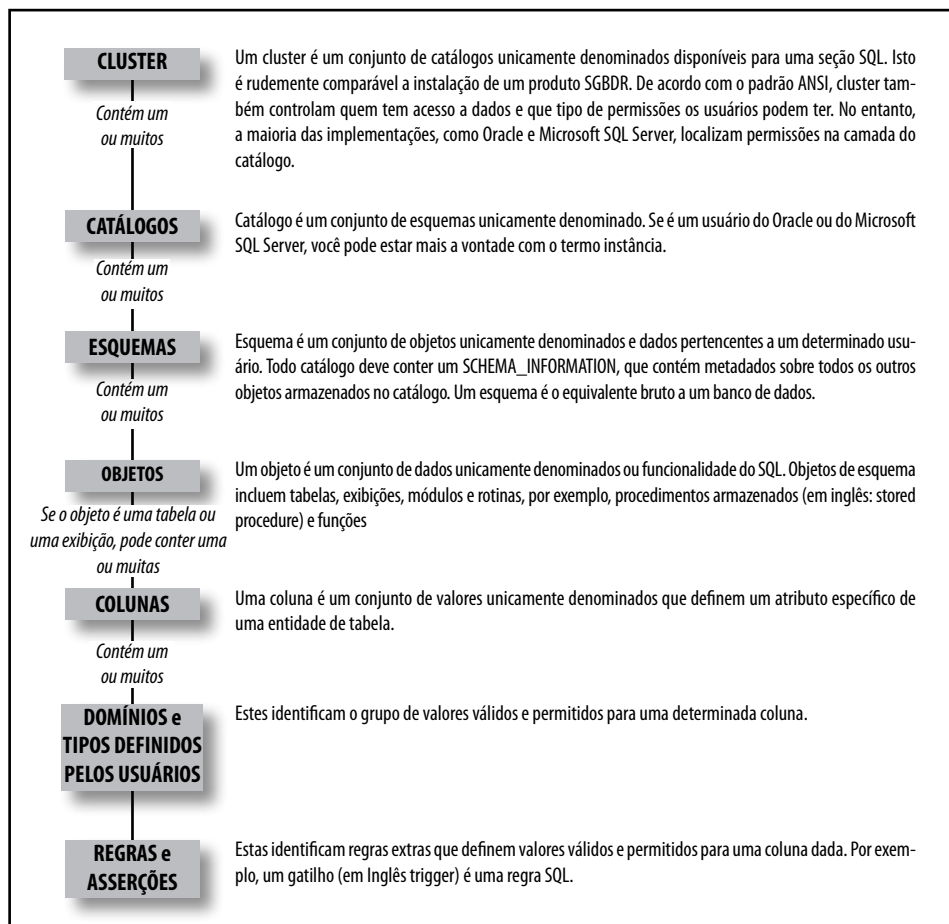 CLUSTER
Um cluster é um conjunto de catálogos unicamente denominados disponíveis para uma seção SQL. Isto
é rudemente comparável a instalação de um produto SGBDR. De acordo com o padrão ANSI, cluster tam-
bém controlam quem tem acesso a dados e que tipo de permissões os usuários podem ter. No entanto,
a maioria das implementações, como Oracle e Microsoft SQL Server, localizam permissões na camada do
catálogo.
Contém um
ou muitos
CATÁLOGOS
Catálogo é um conjunto de esquemas unicamente denominado. Se é um usuário do Oracle ou do Microsoft
SQL Server, você pode estar mais a vontade com o termo instância.
Contém um
ou muitos
ESQUEMAS
Esquema é um conjunto de objetos unicamente denominados e dados pertencentes a um determinado usu-
ário. Todo catálogo deve conter um SCHEMA_INFORMATION, que contém metadados sobre todos os outros
objetos armazenados no catálogo. Um esquema é o equivalente bruto a um banco de dados.
Contém um
ou muitos
OBJETOS
Um objeto é um conjunto de dados unicamente denominados ou funcionalidade do SQL. Objetos de esquema
incluem tabelas, exibições, módulos e rotinas, por exemplo, procedimentos armazenados (em inglês: stored
procedure) e funções
Se o objeto é uma tabela ou
uma exibição, pode conter uma
ou muitas
COLUNAS
Uma coluna é um conjunto de valores unicamente denominados que definem um atributo específico de
uma entidade de tabela.
Contém um
ou muitos
DOMÍNIOS e
TIPOS DEFINIDOS
PELOS USUÁRIOS
Estes identificam o grupo de valores válidos e permitidos para uma determinada coluna.
REGRAS e
ASSERÇÕES
Estas identificam regras extras que definem valores válidos e permitidos para uma coluna dada. Por exem-
plo, um gatilho (em Inglês trigger) é uma regra SQL.